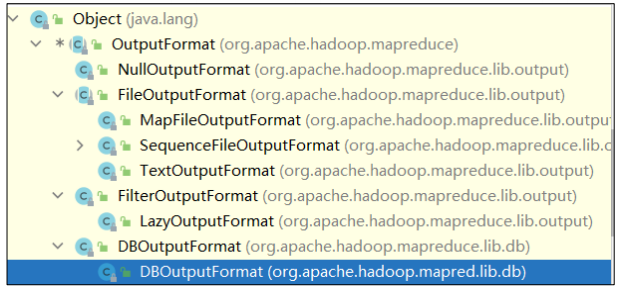 Object (java.lang)
* OutputFormat (org.apache.hadoop.mapreduce)
NullOutputFormat (org.apache.hadoop.mapreduce.lib.output)
FileOutputFormat (org.apache.hadoop.mapreduce.lib.output)
MapFileOutputFormat (org.apache.hadoop.mapreduce.lib.outpu
SequenceFileOutputFormat (org.apache.hadoop.mapreduce.lib.c
TextOutputFormat (org.apache.hadoop.mapreduce.lib.output)
FilterOutputFormat (org.apache.hadoop.mapreduce.lib.output)
LazyOutputFormat (org.apache.hadoop.mapreduce.lib.output)
DBOutputFormat (org.apache.hadoop.mapreduce.lib.db)
DBOutputFormat (org.apache.hadoop.mapred.lib.db)